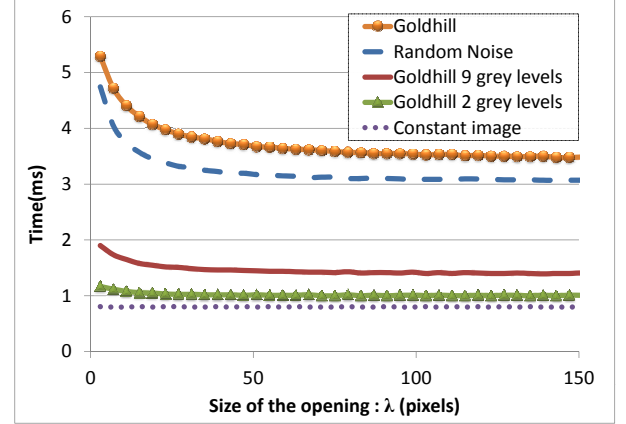 6
5
4
3
2
1
0
Time(ms)
Goldhill
Random Noise
Goldhill 9 grey levels
Goldhill 2 grey levels
Constant image
0 50 100 150
Size of the opening : λ (pixels)